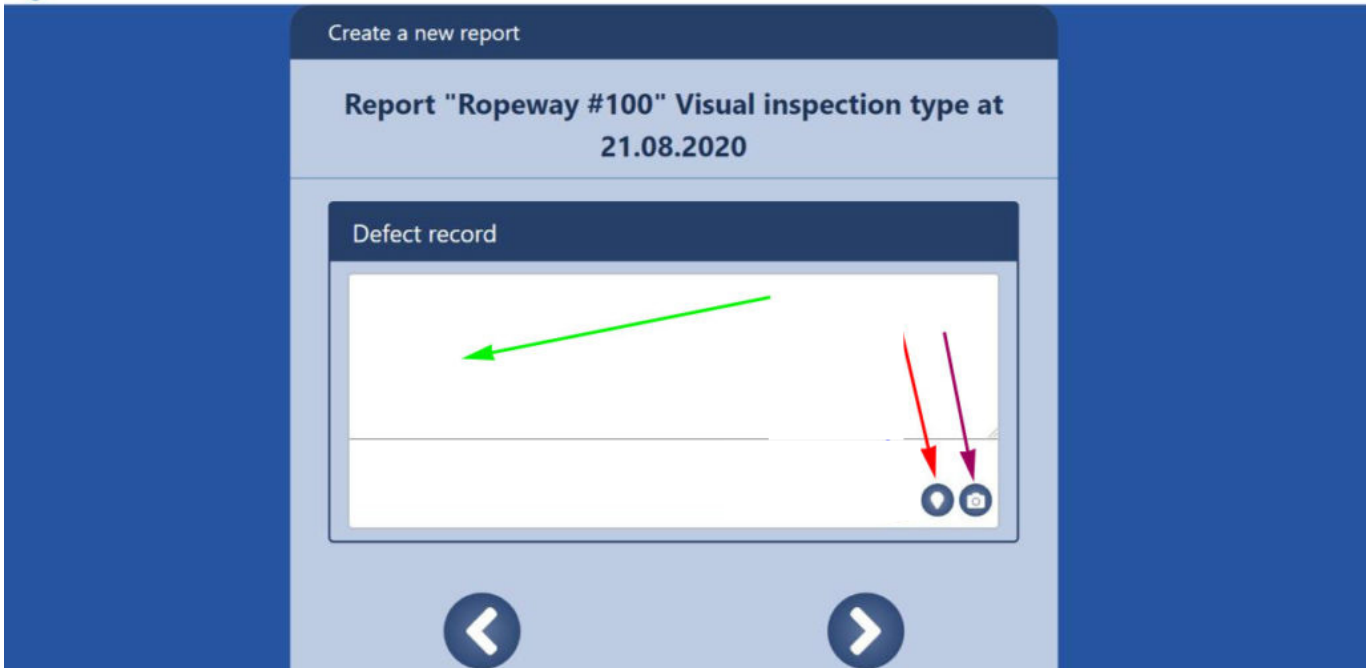 Create a new report
Report "Ropeway #100" Visual inspection type at
21.08.2020
Defect record